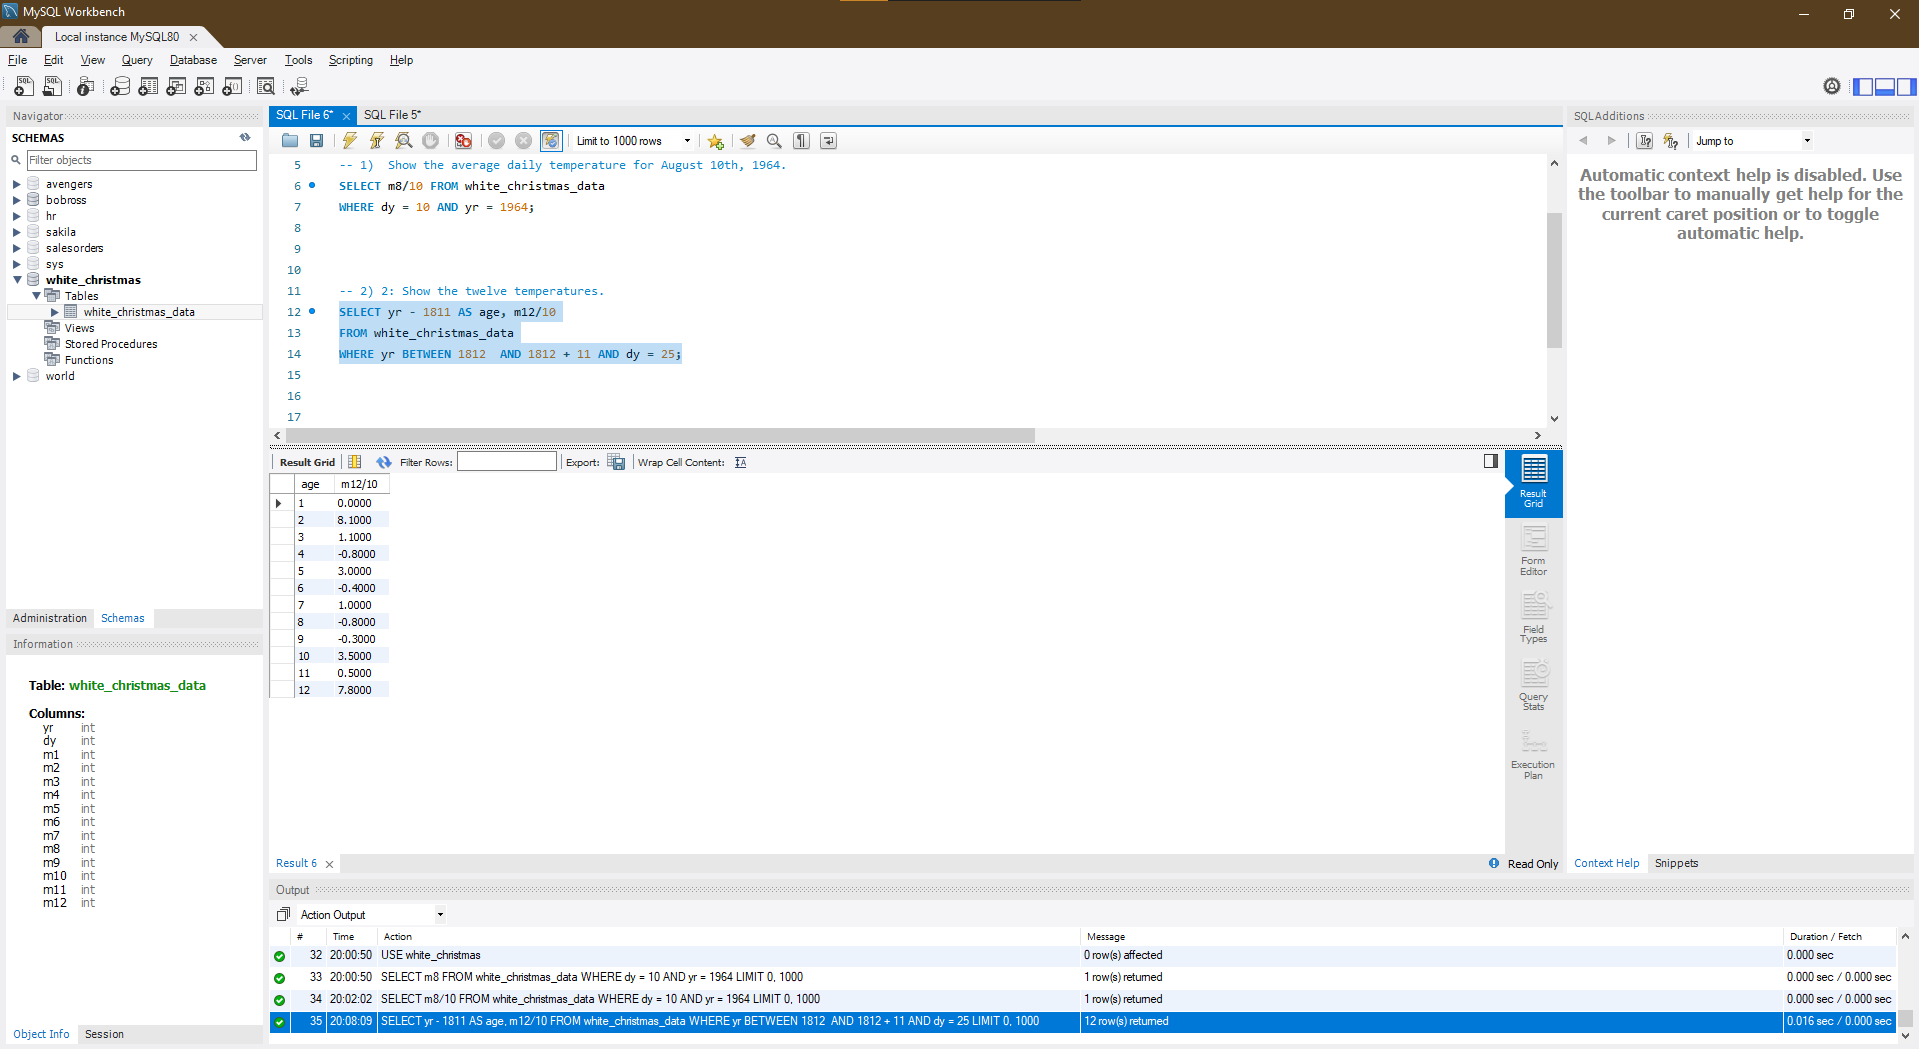 MySQL Workbench
Local instance MySQL80
File Edit View Query Database Server Tools Scripting Help
Navigator
SCHEMAS
Filter objects
avengers
bobross
hr
sakila
salesorders
sys
white_christmas
Tables
white_christmas_data
Views
Stored Procedures
Functions
world
Administration Schemas
Information
Table: white_christmas_data
Columns:
yr int
dy int
m1 int
m2 int
m3 int
m4 int
m5 int
m6 int
m7 int
m8 int
m9 int
m10 int
m11 int
m12 int
Object Info Session
SQL File 6* SQL File 5*
Limit to 1000 rows
5 -- 1) Show the average daily temperature for August 10th, 1964.
6 SELECT m8/10 FROM white_christmas_data
7 WHERE dy = 10 AND yr = 1964;
8
9
10
11 -- 2) 2: Show the twelve temperatures.
12 SELECT yr - 1811 AS age, m12/10
13 FROM white_christmas_data
14 WHERE yr BETWEEN 1812 AND 1812 + 11 AND dy = 25;
15
16
17
Result Grid Filter Rows: Export: Wrap Cell Content:
age m12/10
1 0.0000
2 8.1000
3 1.1000
4 -0.8000
5 3.0000
6 -0.4000
7 1.0000
8 -0.8000
9 -0.3000
10 3.5000
11 0.5000
12 7.8000
Result
Grid
Form
Editor
Field
Types
Query
Stats
Execution
Plan
Result 6
Read Only
SQLAdditions
Jump to
Automatic context help is disabled. Use
the toolbar to manually get help for the
current caret position or to toggle
automatic help.
Context Help Snippets
Output
Action Output
# Time Action Message Duration / Fetch
32 20:00:50 USE white_christmas 0 row(s) affected 0.000 sec
33 20:00:50 SELECT m8 FROM white_christmas_data WHERE dy = 10 AND yr = 1964 LIMIT 0, 1000 1 row(s) returned 0.000 sec / 0.000 sec
34 20:02:02 SELECT m8/10 FROM white_christmas_data WHERE dy = 10 AND yr = 1964 LIMIT 0, 1000 1 row(s) returned 0.000 sec / 0.000 sec
35 20:08:09 SELECT yr - 1811 AS age, m12/10 FROM white_christmas_data WHERE yr BETWEEN 1812 AND 1812 + 11 AND dy = 25 LIMIT 0, 1000 12 row(s) returned 0.016 sec / 0.000 sec